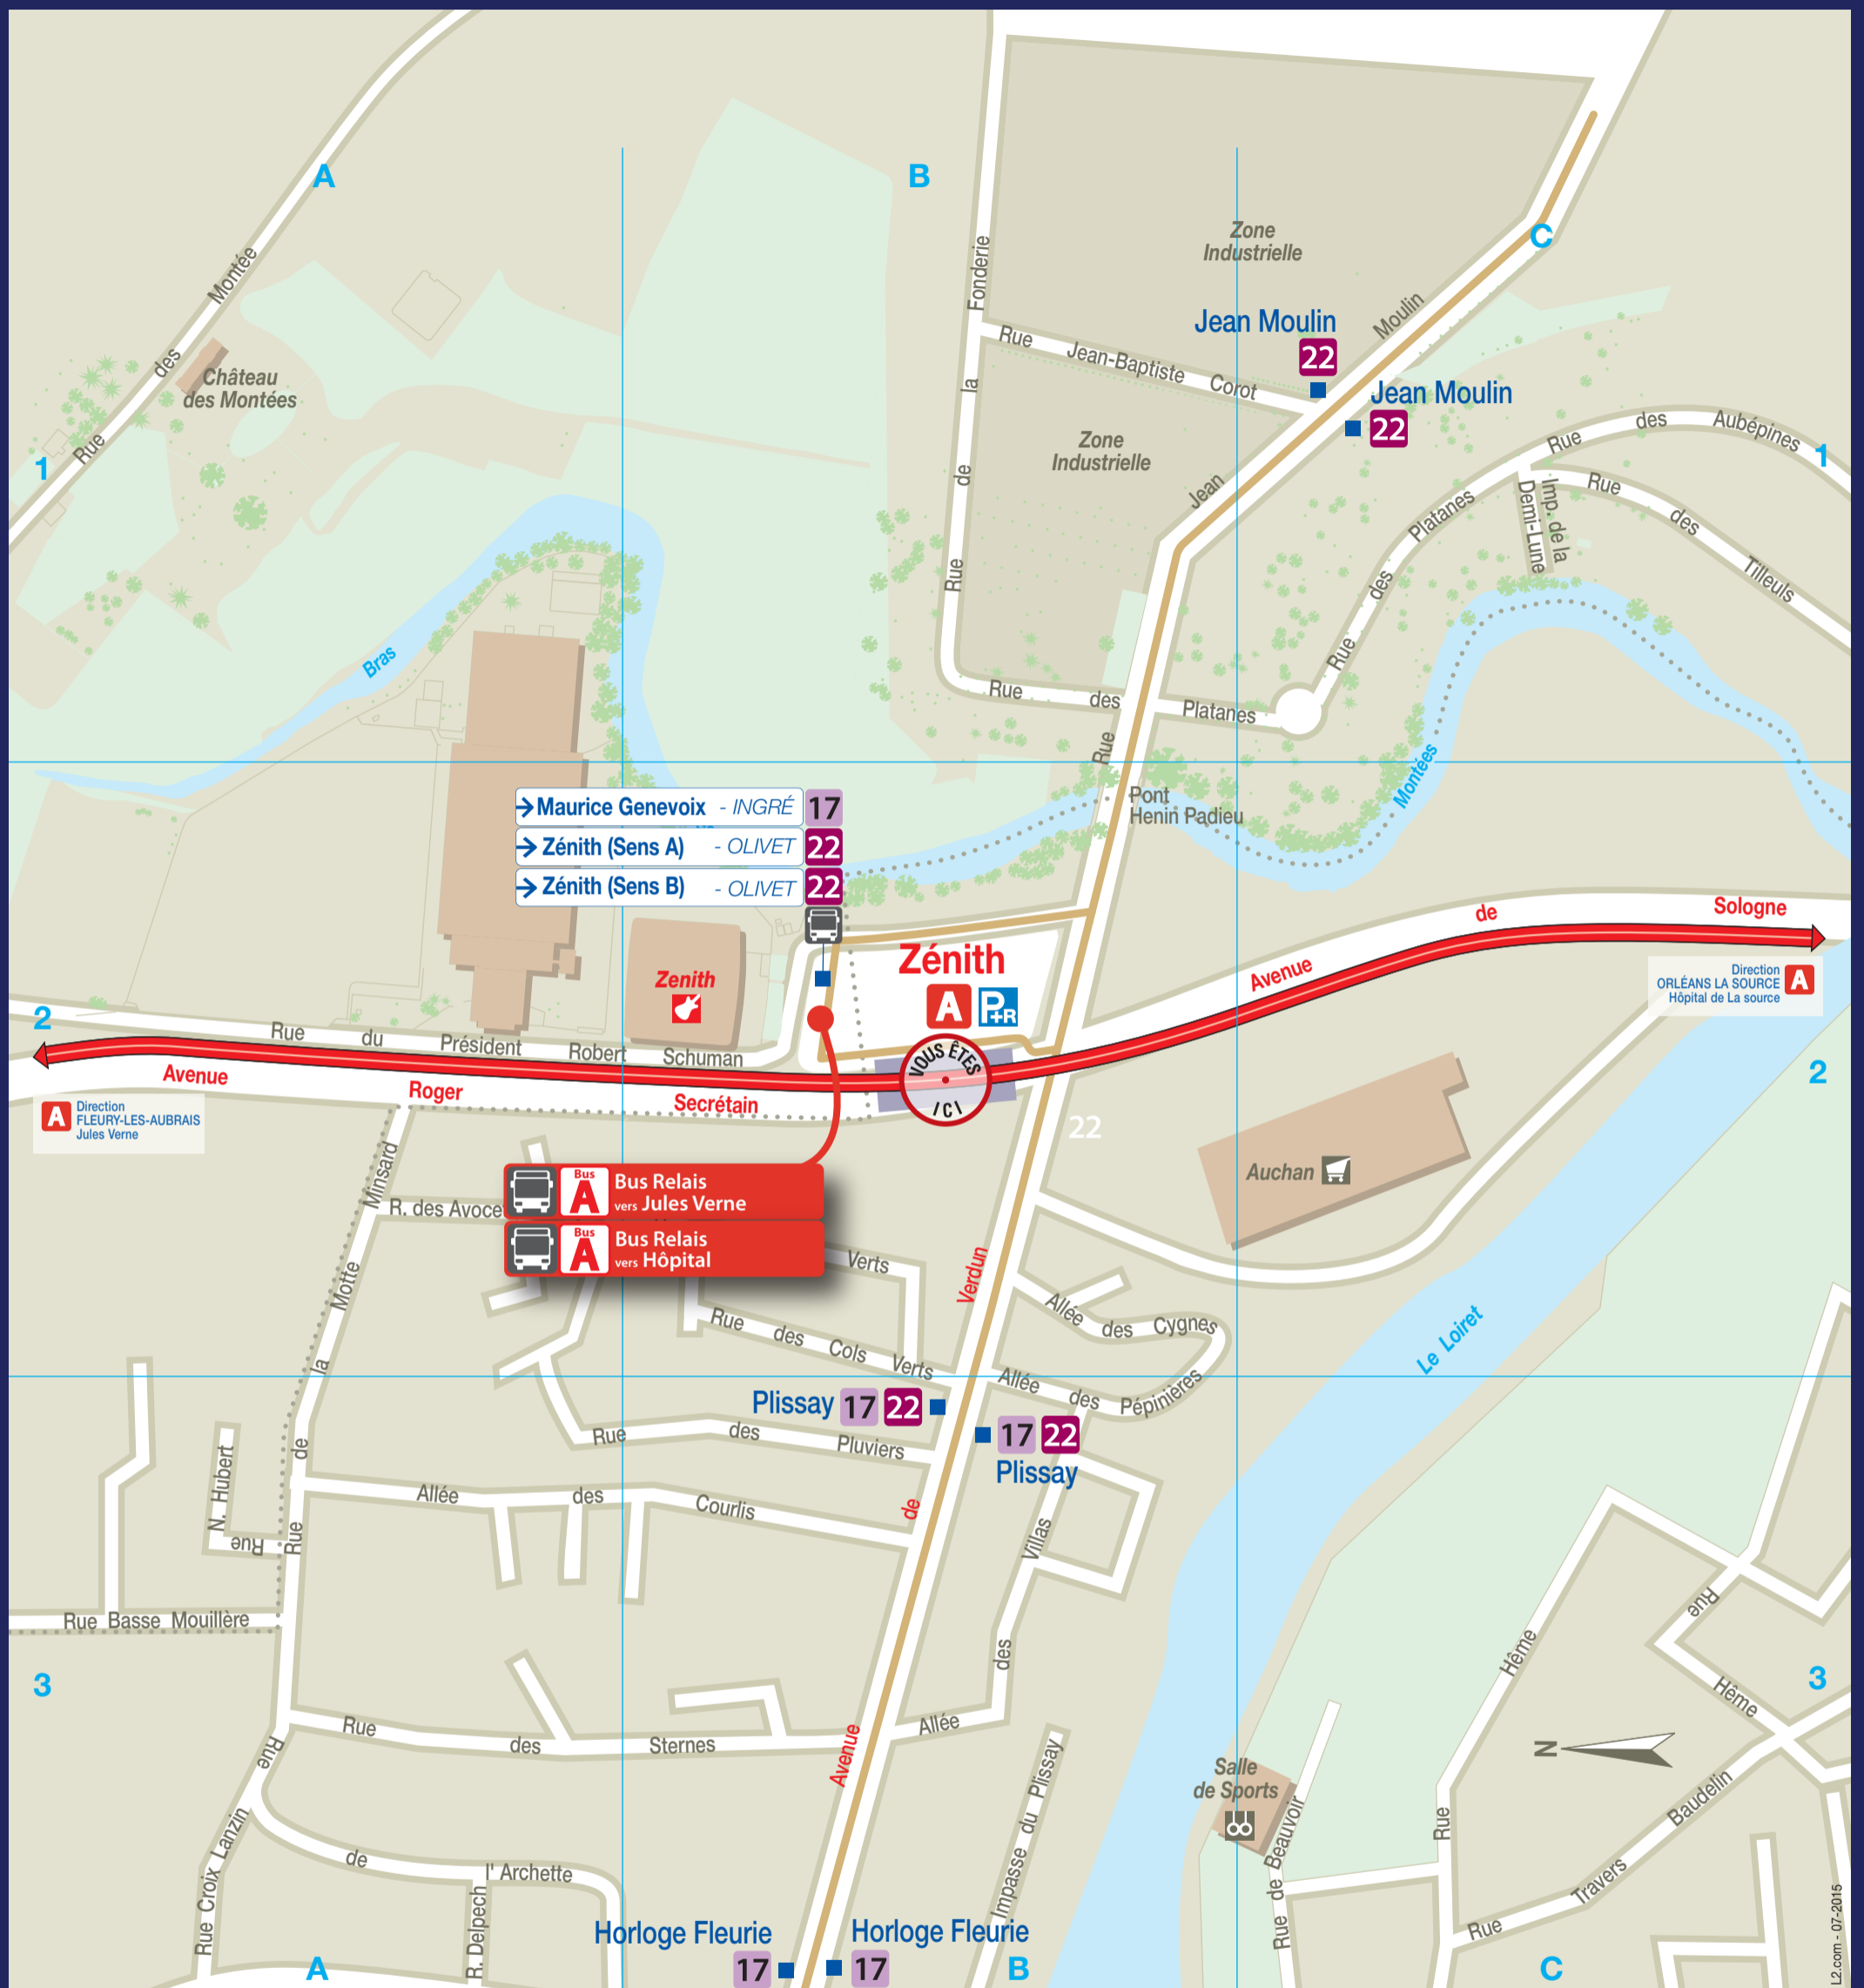 A
B
C
Zone
Industrielle
Rue des Montée
Château
des Montées
Rue de la Fonderie
Rue Jean-Baptiste Corot
Jean Moulin
22
Jean Moulin
22
Rue Jean Moulin
Zone
Industrielle
1
1
Rue des Aubépines
Rue des Tilleuls
Imp. de la
Demi-Lune
Rue des Platanes
Rue des Platanes
Bras
Montées
Pont
Henin Padieu
Maurice Genevoix - INGRÉ 17
Zénith (Sens A) - OLIVET 22
Zénith (Sens B) - OLIVET 22
Zénith
A P+R
Zenith
VOUS ÊTES
ICI
Avenue de Sologne
Direction
ORLÉANS LA SOURCE
Hôpital de La source
A
2
2
Rue du Président Robert Schuman
Avenue Roger Secrétain
A
Direction
FLEURY-LES-AUBRAIS
Jules Verne
22
Auchan
Bus
A
Bus Relais
vers Jules Verne
Bus
A
Bus Relais
vers Hôpital
R. des Avoce
Verts
Rue de la Motte Minsard
Rue des Cols Verts
Allée des Cygnes
Allée des Pépinières
Le Loiret
Avenue de Verdun
Plissay 17 22
17 22
Plissay
Rue des Pluviers
Allée des Courlis
Rue N. Hubert
Rue Basse Mouillère
Allée des Villas
3
3
Rue des Sternes
Rue de l' Archette
Rue Croix Lanzin
R. Delpech
Impasse du Plissay
Salle
de Sports
Rue de Beauvoir
Rue Hême
Rue Hême
N
Rue Travers Baudelin
Horloge Fleurie
17
Horloge Fleurie
17
A
B
C
L2.com - 07-2015